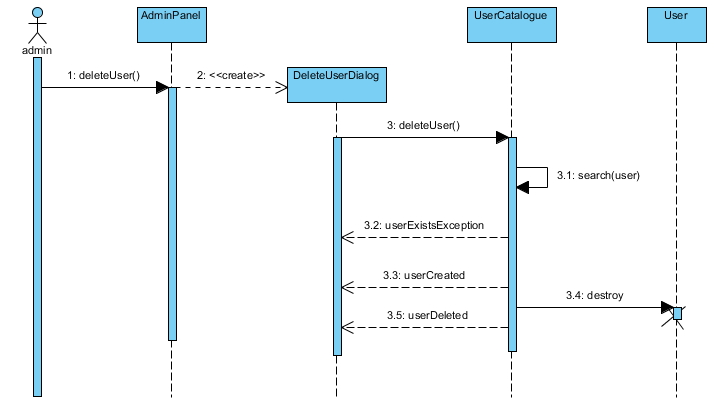 AdminPanel
UserCatalogue
User
admin
1: deleteUser()
2: <<create>>
DeleteUserDialog
3: deleteUser()
3.1: search(user)
3.2: userExistsException
3.3: userCreated
3.4: destroy
3.5: userDeleted